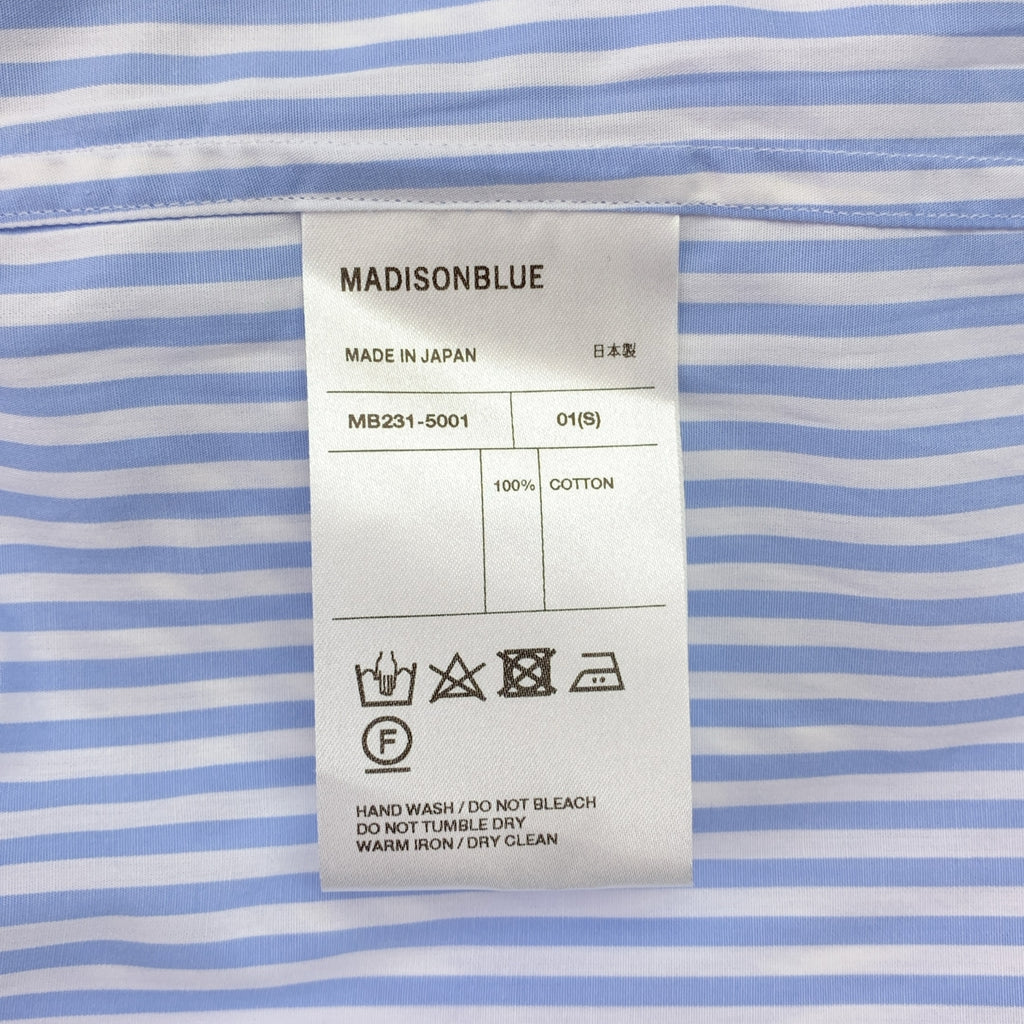 MADISONBLUE
MADE IN JAPAN 日本製
MB231-5001 01(S)
100% COTTON
F
HAND WASH / DO NOT BLEACH
DO NOT TUMBLE DRY
WARM IRON / DRY CLEAN